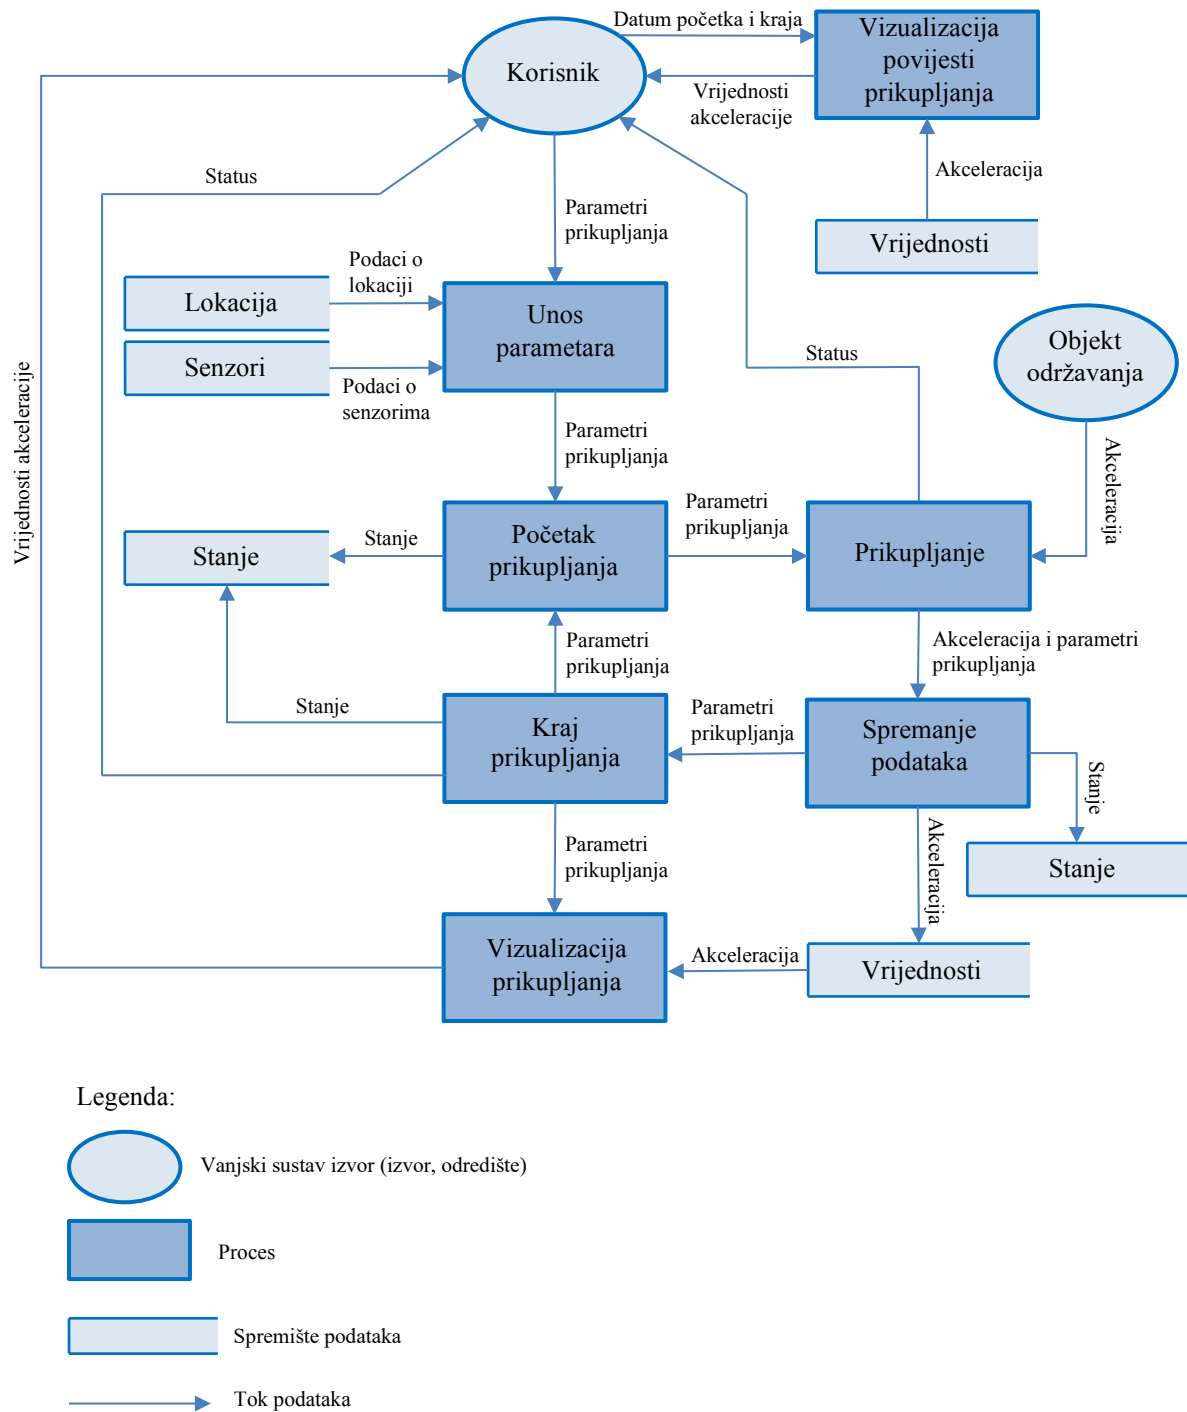 Datum početka i kraja
Vizualizacija
povijesti
prikupljanja
Korisnik
Vrijednosti
akceleracije
Status
Akceleracija
Parametri
prikupljanja
Vrijednosti
Podaci o
lokaciji
Lokacija
Unos
parametara
Senzori
Podaci o
senzorima
Status
Objekt
održavanja
Vrijednosti akceleracije
Parametri
prikupljanja
Akceleracija
Parametri
prikupljanja
Stanje
Stanje
Početak
prikupljanja
Prikupljanje
Parametri
prikupljanja
Akceleracija i parametri
prikupljanja
Stanje
Kraj
prikupljanja
Parametri
prikupljanja
Spremanje
podataka
Stanje
Parametri
prikupljanja
Akceleracija
Stanje
Vizualizacija
prikupljanja
Akceleracija
Vrijednosti
Legenda:
Vanjski sustav izvor (izvor, odredište)
Proces
Spremište podataka
Tok podataka